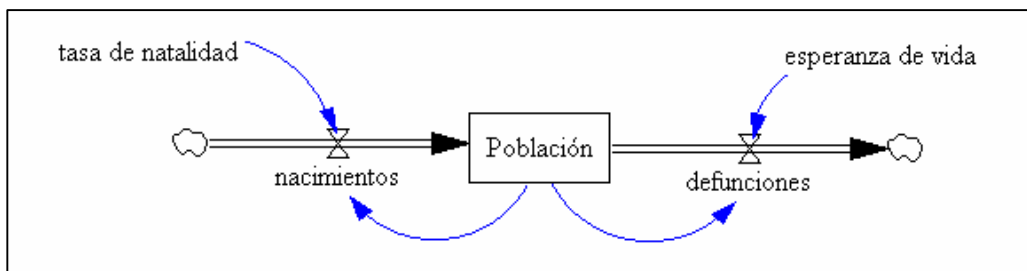 tasa de natalidad
esperanza de vida
Población
nacimientos
defunciones